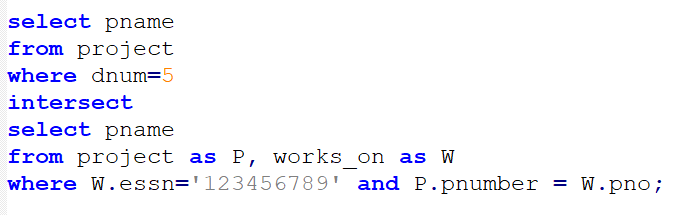 select pname
from project
where dnum=5
intersect
select pname
from project as P, works_on as W
where W.essn='123456789' and P.pnumber = W.pno;